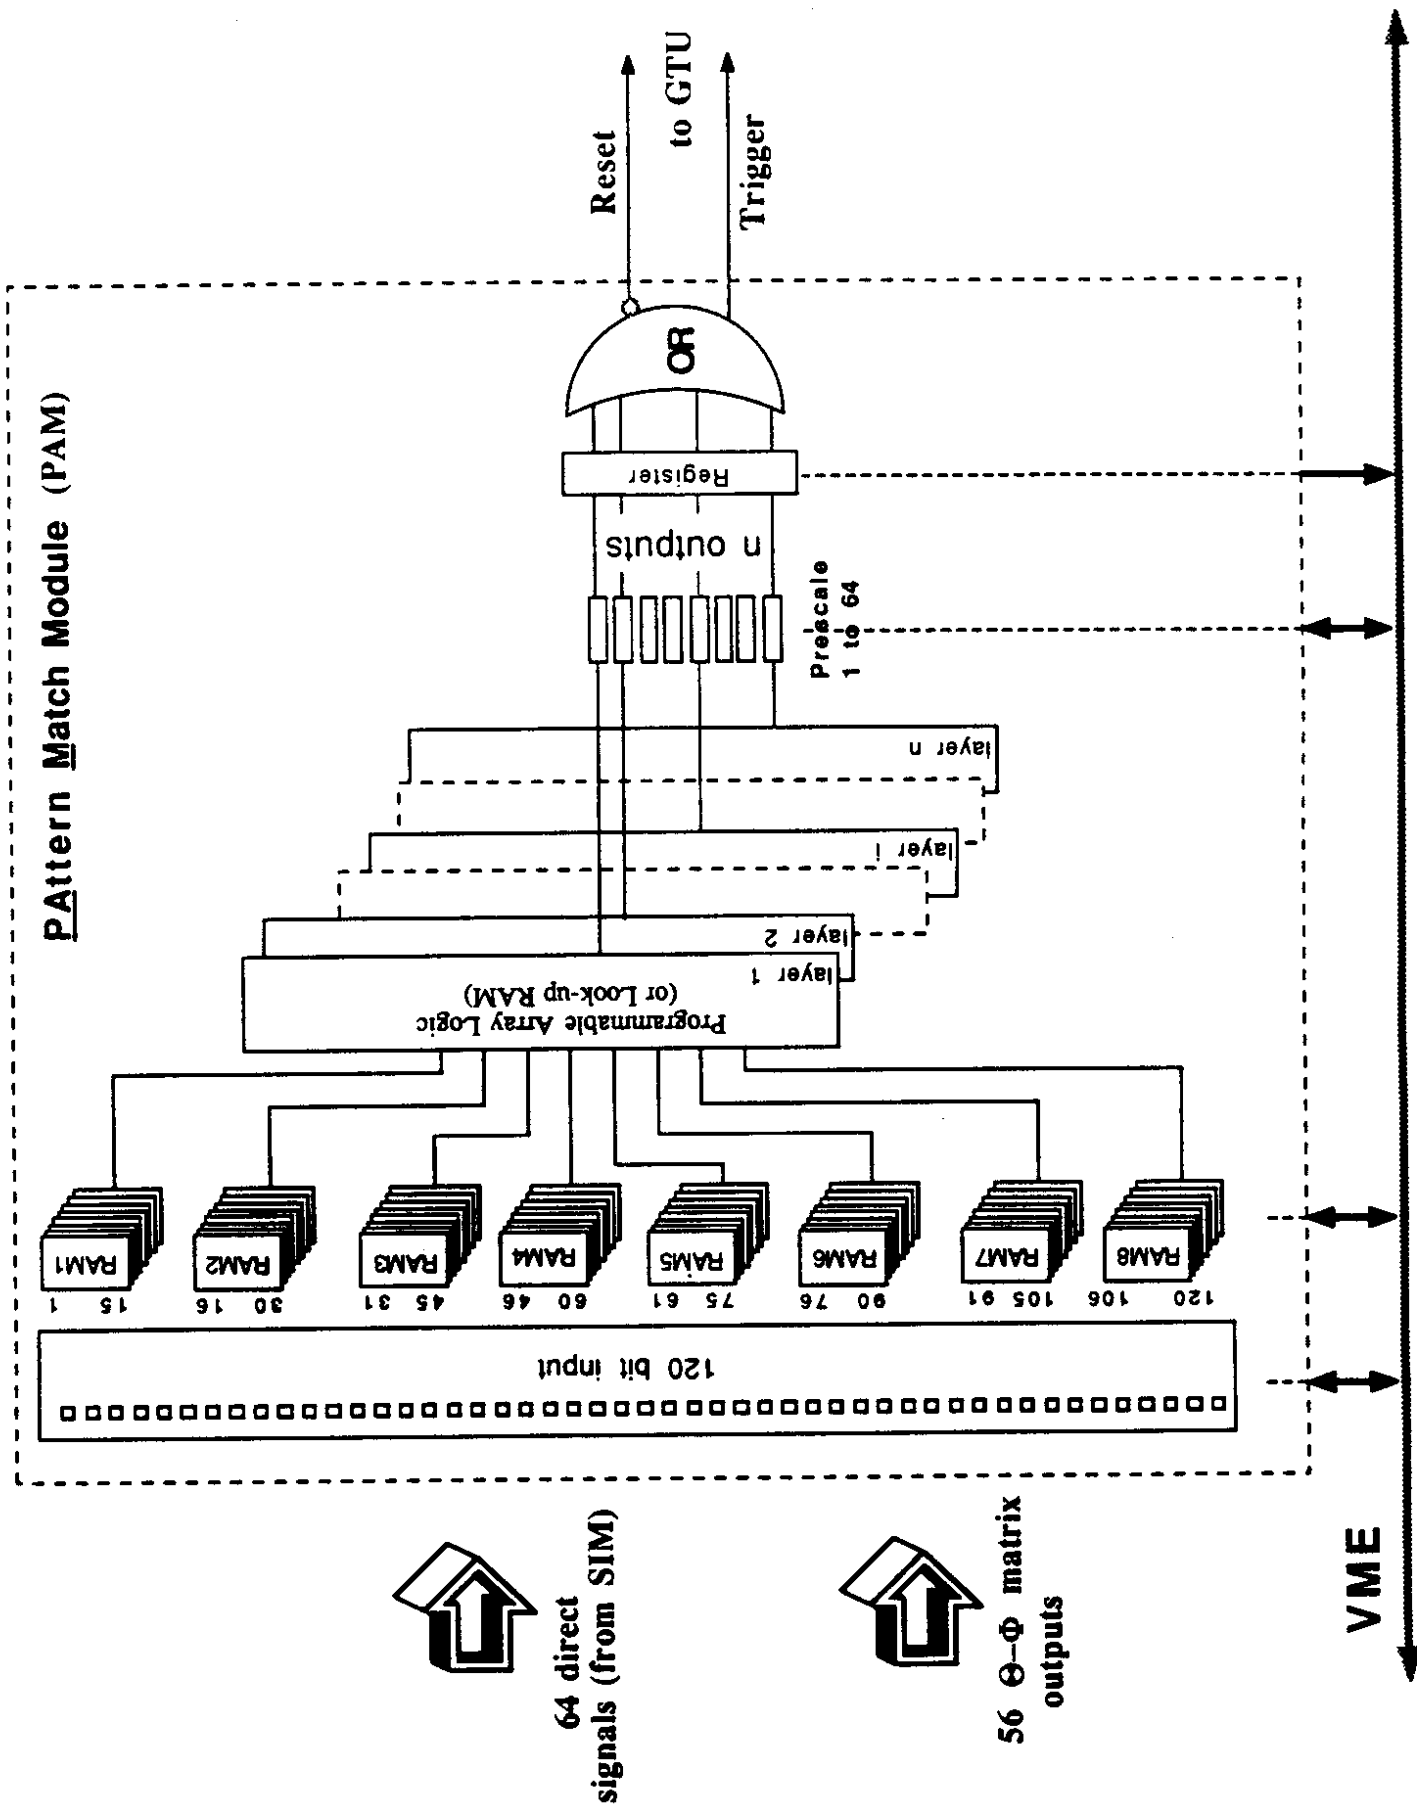 PAttern Match Module (PAM)
Reset
to GTU
Trigger
OR
Register
n outputs
Prescale
1 to 64
layer n
layer i
layer 2
layer 1
Programmable Array Logic
(or Look-up RAM)
RAM1
RAM2
RAM3
RAM4
RAM5
RAM6
RAM7
RAM8
1 15
16 30
31 45
46 60
61 75
76 90
91 105
106 120
120 bit input
64 direct
signals (from SIM)
56 Θ–Φ matrix
outputs
VME